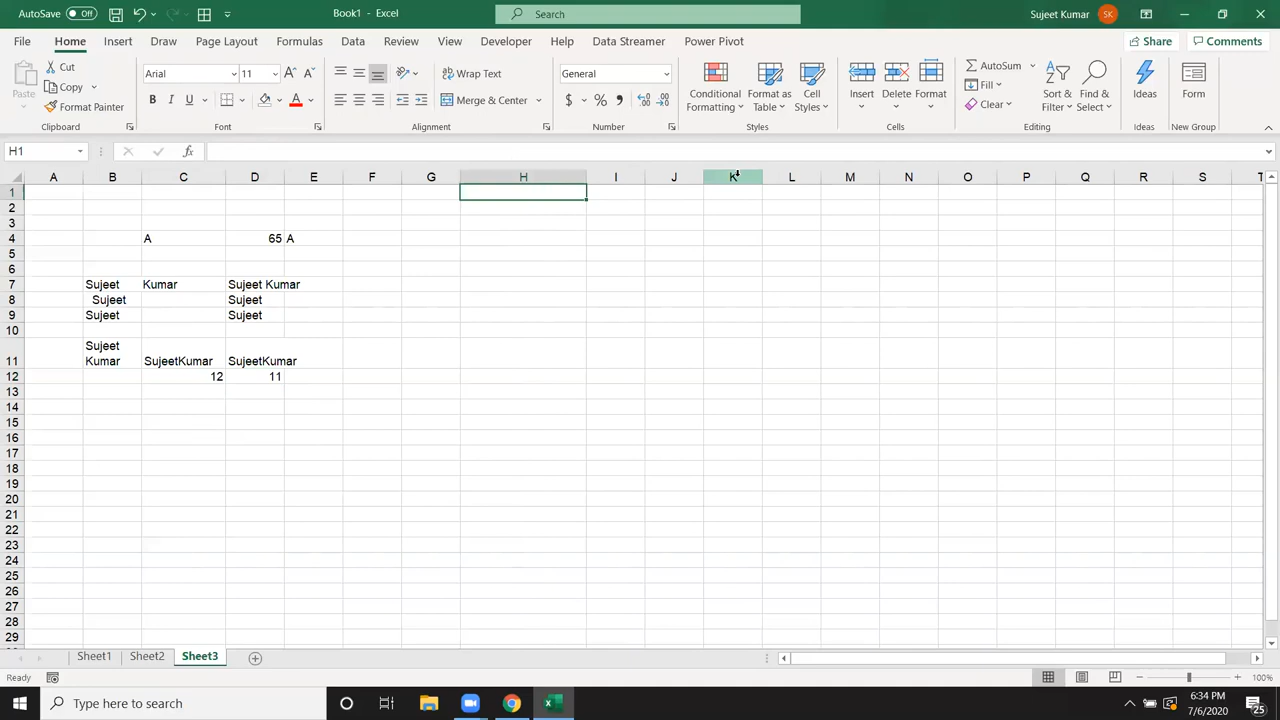 AutoSave Off Book1 - Excel Search Sujeet Kumar SK
File Home Insert Draw Page Layout Formulas Data Review View Developer Help Data Streamer Power Pivot Share Comments
Paste Cut Copy Format Painter Clipboard
Arial 11 B I U A Font
Wrap Text Merge & Center Alignment
General $ % , Number
Conditional Formatting Format as Table Cell Styles Styles
Insert Delete Format Cells
AutoSum Fill Clear Sort & Filter Find & Select Editing
Ideas Ideas
Form New Group
H1 fx
A B C D E F G H I J K L M N O P Q R S T
1
2
3
4 A 65 A
5
6
7 Sujeet Kumar Sujeet Kumar
8 Sujeet Sujeet
9 Sujeet Sujeet
10
Sujeet
11 Kumar SujeetKumar SujeetKumar
12 12 11
13
14
15
16
17
18
19
20
21
22
23
24
25
26
27
28
29
Sheet1 Sheet2 Sheet3
Ready 100%
Type here to search 6:34 PM
7/6/2020 25